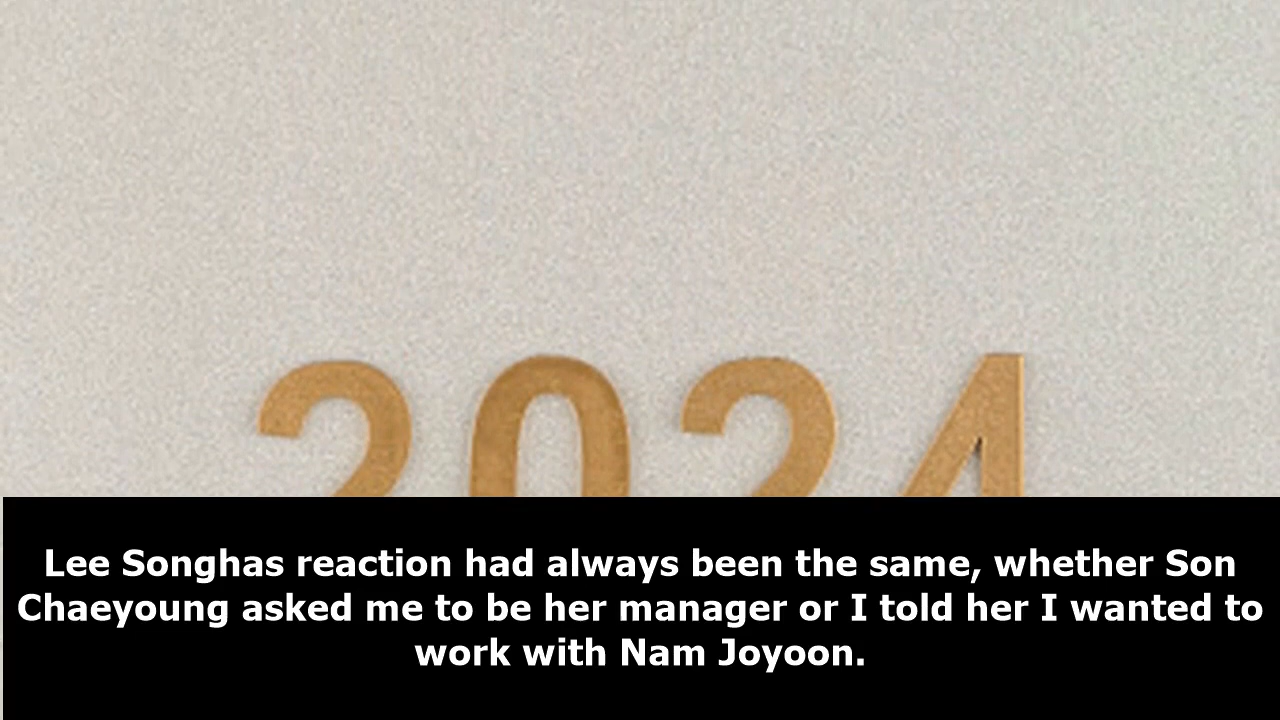 2024
Lee Songhas reaction had always been the same, whether Son
Chaeyoung asked me to be her manager or I told her I wanted to
work with Nam Joyoon.